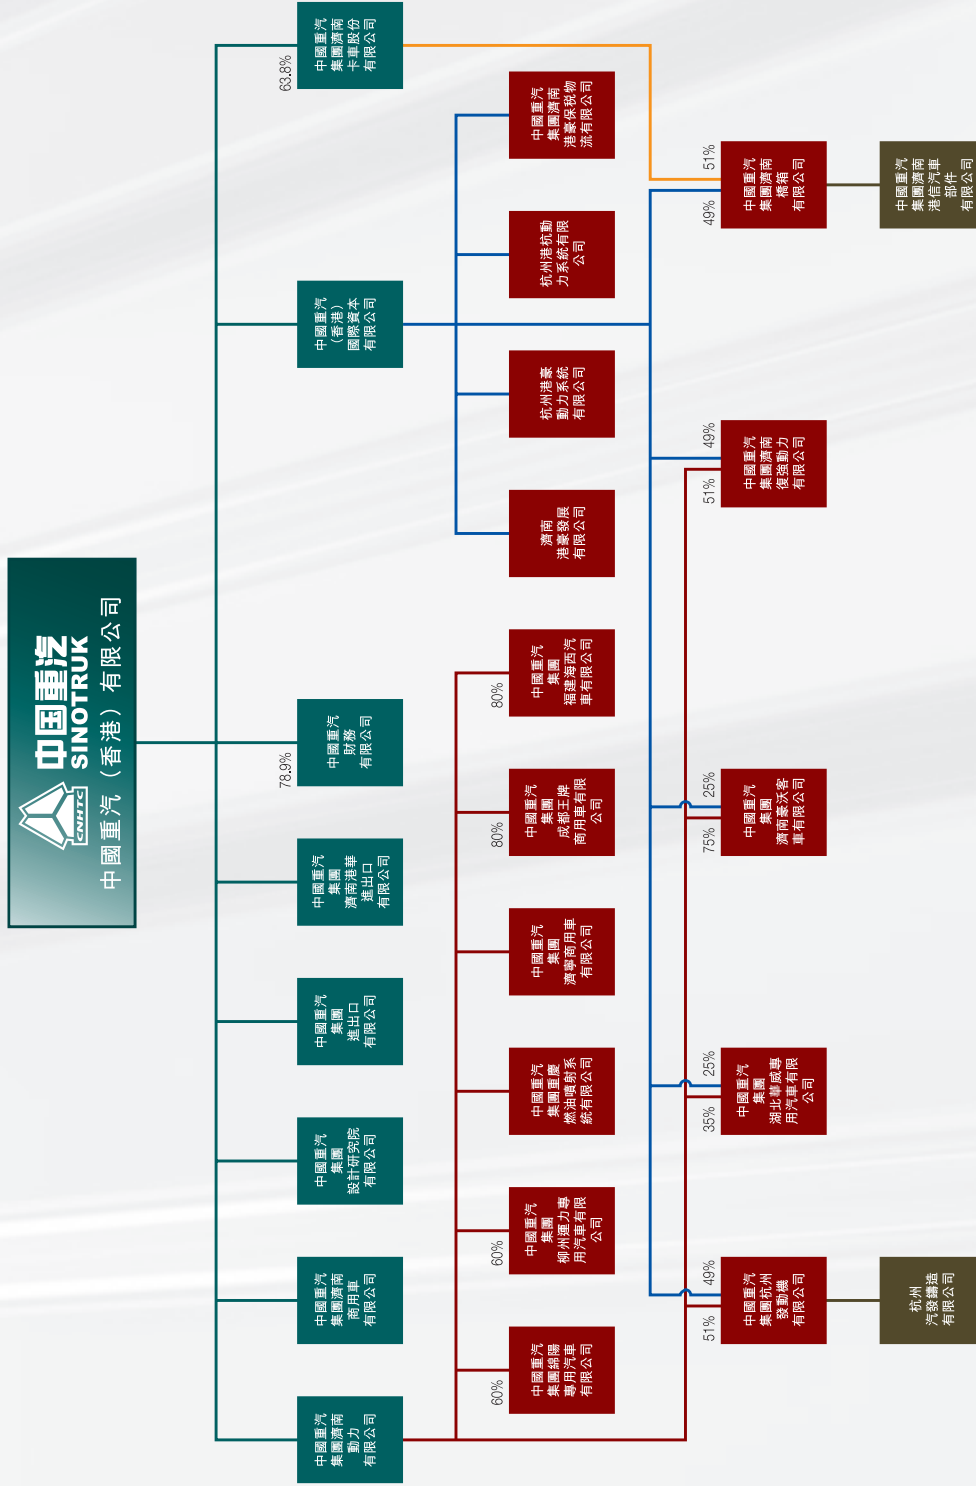 CNHTC
中国重汽
SINOTRUK
中國重汽（香港）有限公司
中國重汽
集團濟南
動力
有限公司
中國重汽
集團濟南
商用車
有限公司
中國重汽
集團
設計研究院
有限公司
中國重汽
集團
進出口
有限公司
中國重汽
集團
濟南港華
進出口
有限公司
78.9%
中國重汽
財務
有限公司
中國重汽
（香港）
國際資本
有限公司
63.8%
中國重汽
集團濟南
卡車股份
有限公司
60%
中國重汽
集團綿陽
專用汽車
有限公司
60%
中國重汽
集團
柳州運力專
用汽車有限
公司
中國重汽
集團重慶
燃油噴射系
統有限公司
中國重汽
集團
濟寧商用車
有限公司
80%
中國重汽
集團
成都王牌
商用車有限
公司
80%
中國重汽
集團
福建海西汽
車有限公司
濟南
港豪發展
有限公司
杭州港豪
動力系統
有限公司
杭州港杭動
力系統有限
公司
中國重汽
集團濟南
港豪保稅物
流有限公司
51%
49%
中國重汽
集團杭州
發動機
有限公司
35%
25%
中國重汽
集團
湖北華威專
用汽車有限
公司
75%
25%
中國重汽
集團
濟南豪沃客
車有限公司
51%
49%
中國重汽
集團濟南
復強動力
有限公司
49%
51%
中國重汽
集團濟南
橋箱
有限公司
杭州
汽發鑄造
有限公司
中國重汽
集團濟南
港信汽車
部件
有限公司